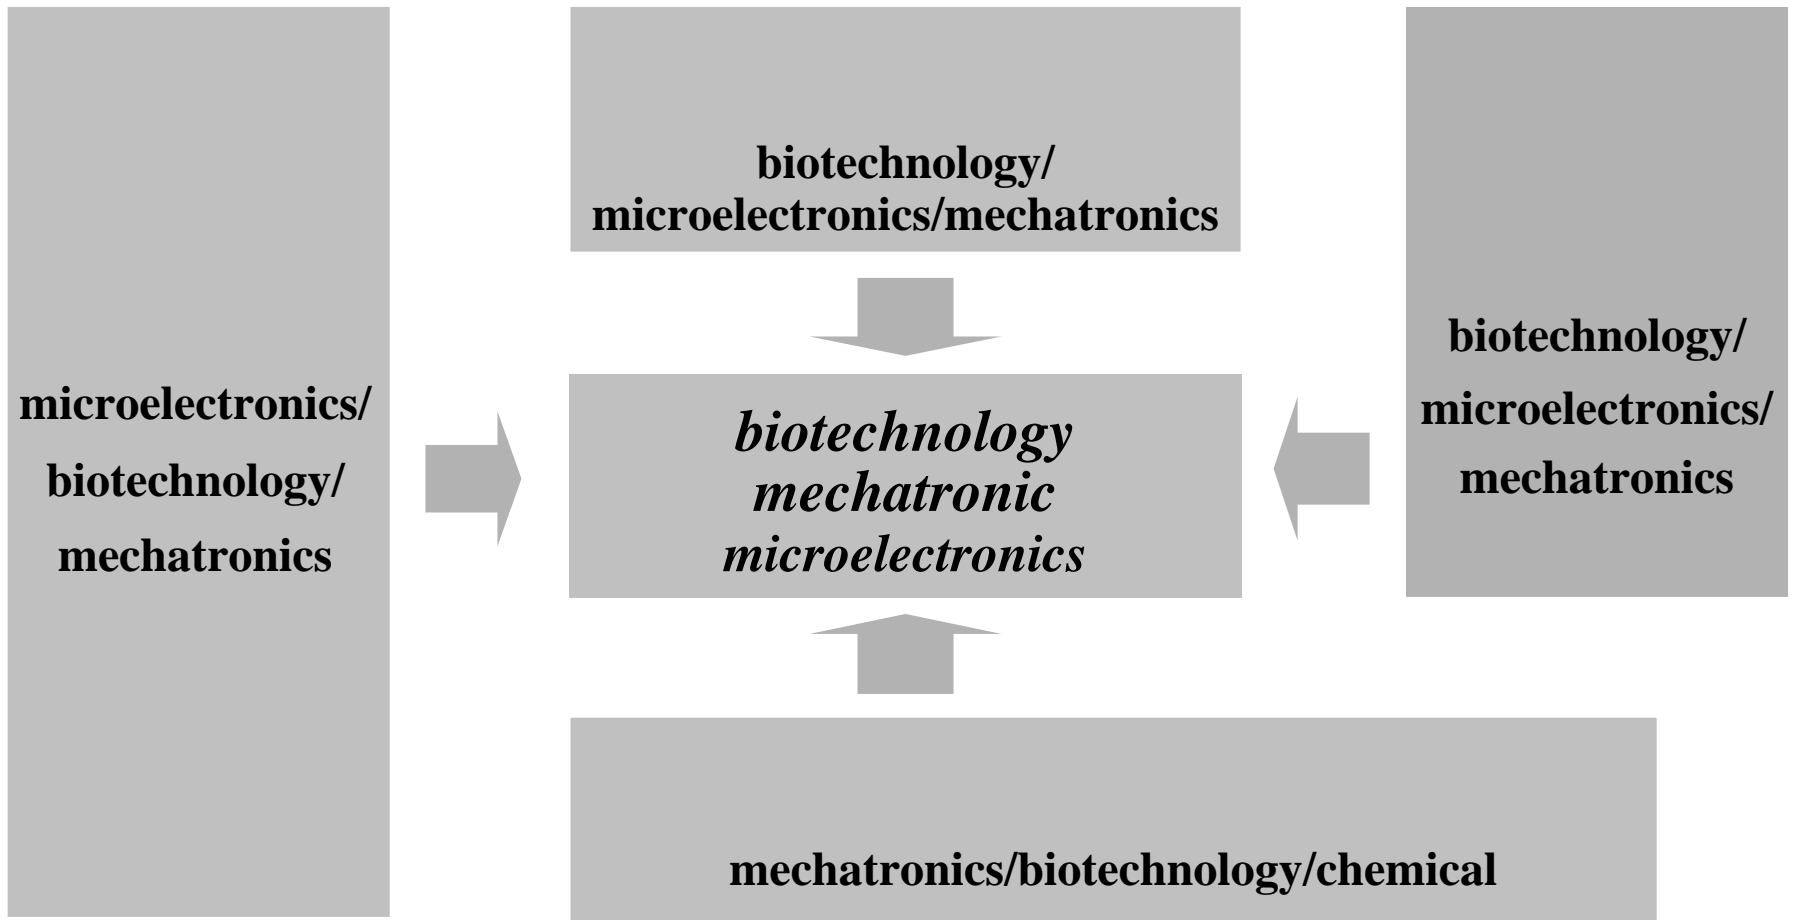 biotechnology/
microelectronics/mechatronics
microelectronics/
biotechnology/
mechatronics
biotechnology
mechatronic
microelectronics
biotechnology/
microelectronics/
mechatronics
mechatronics/biotechnology/chemical